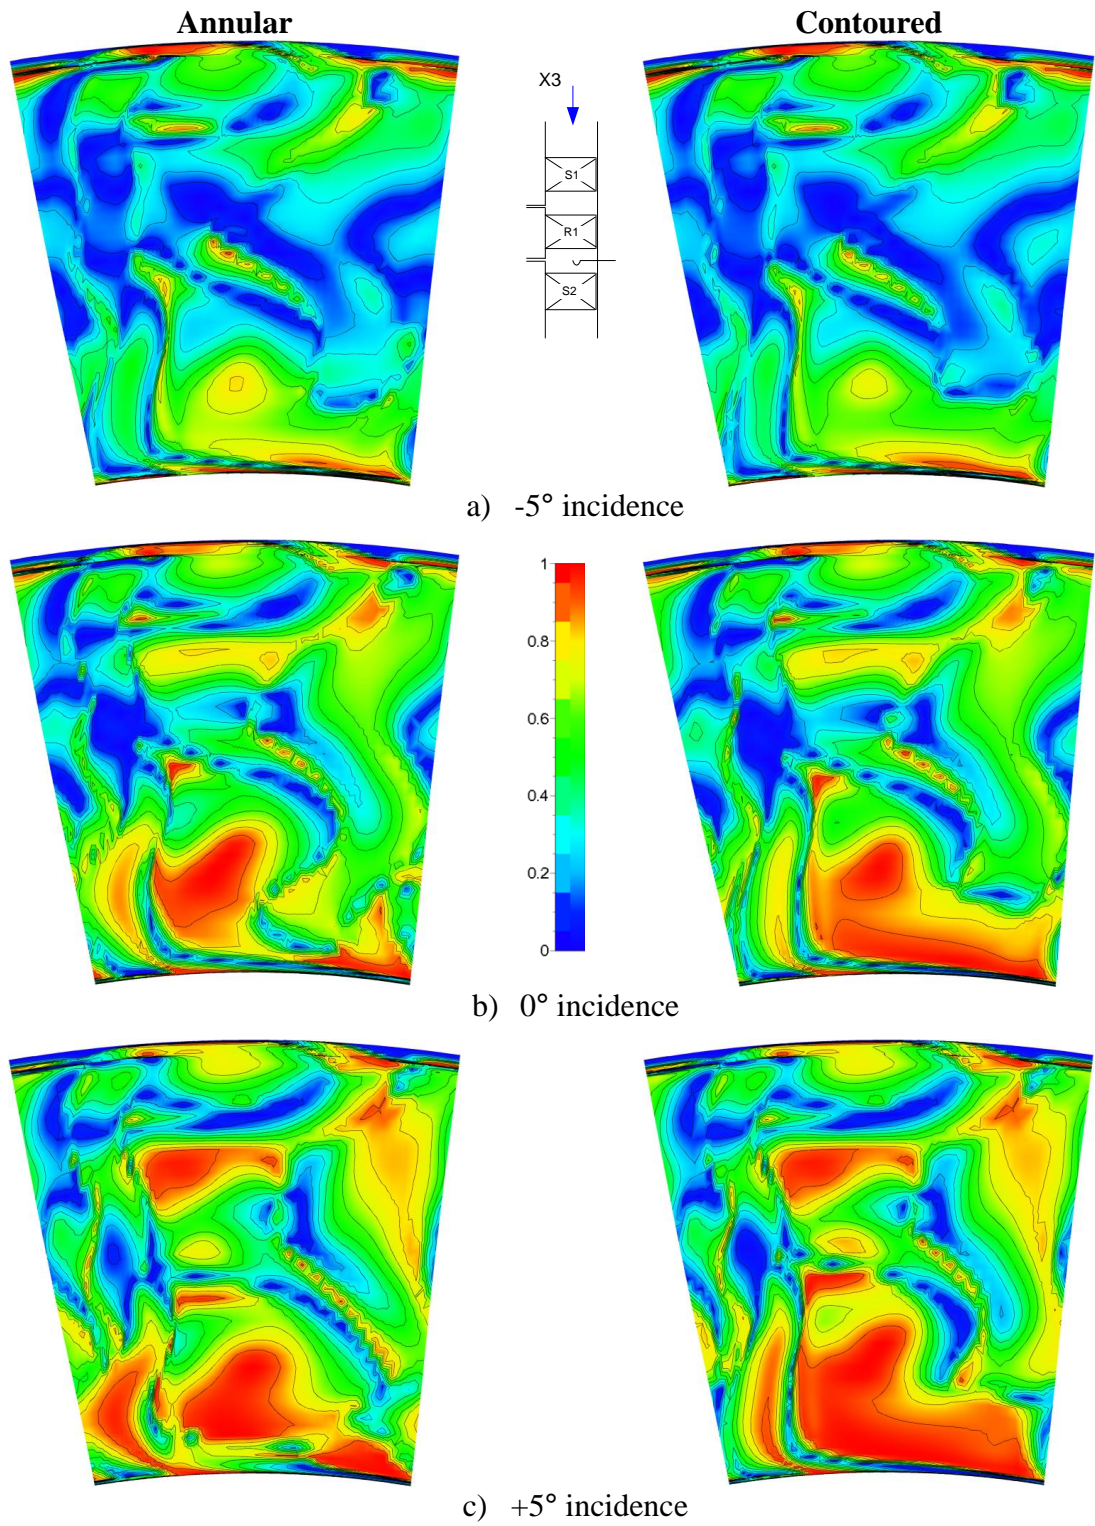 Annular
Contoured
X3
S1
R1
S2
a) -5° incidence
1
0.8
0.6
0.4
0.2
0
b) 0° incidence
c) +5° incidence